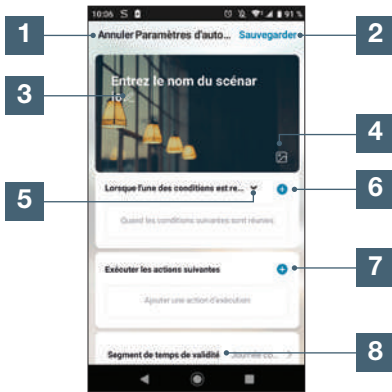 10:06 S 91 %
1
Annuler Paramètres d'auto... Sauvegarder
2
3
Entrez le nom du scénar
io.
4
5
Lorsque l'une des conditions est re...
6
Quand les conditions suivantes sont réunies
Exécuter les actions suivantes
7
Ajouter une action d'exécution
Segment de temps de validité Journée co...
8